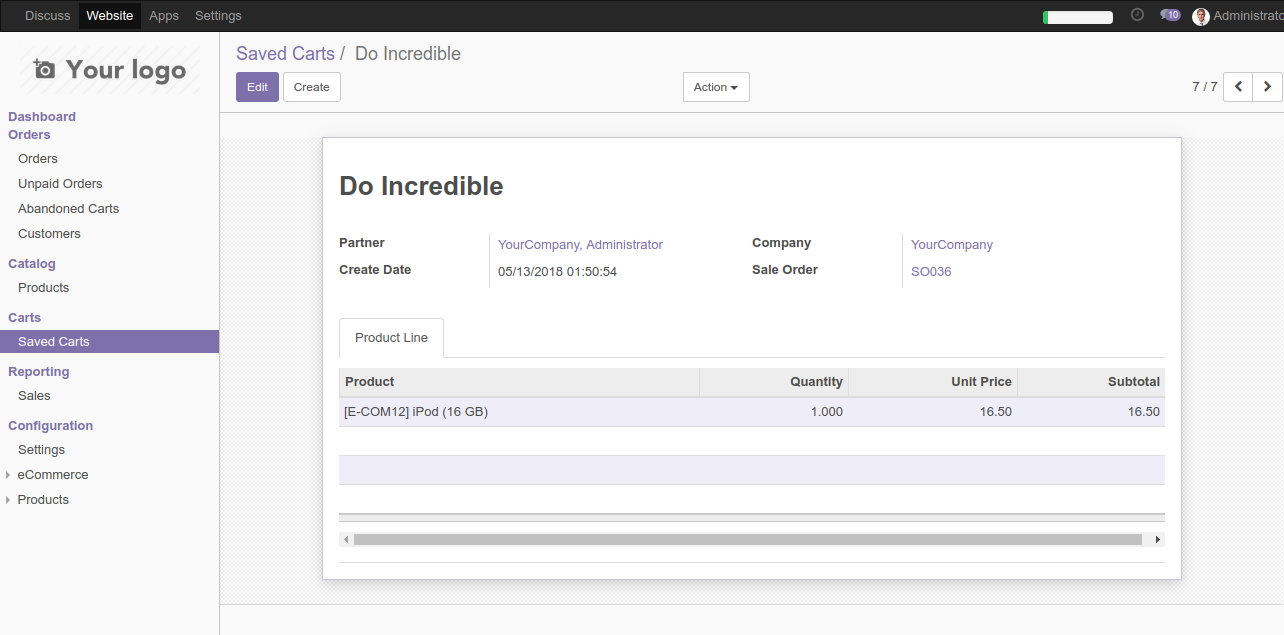 Discuss Website Apps Settings 10 Administrato
Your logo
Dashboard
Orders
Orders
Unpaid Orders
Abandoned Carts
Customers
Catalog
Products
Carts
Saved Carts
Reporting
Sales
Configuration
Settings
eCommerce
Products
Saved Carts / Do Incredible
Edit Create Action 7 / 7
Do Incredible
Partner YourCompany, Administrator Company YourCompany
Create Date 05/13/2018 01:50:54 Sale Order SO036
Product Line
Product Quantity Unit Price Subtotal
[E-COM12] iPod (16 GB) 1.000 16.50 16.50